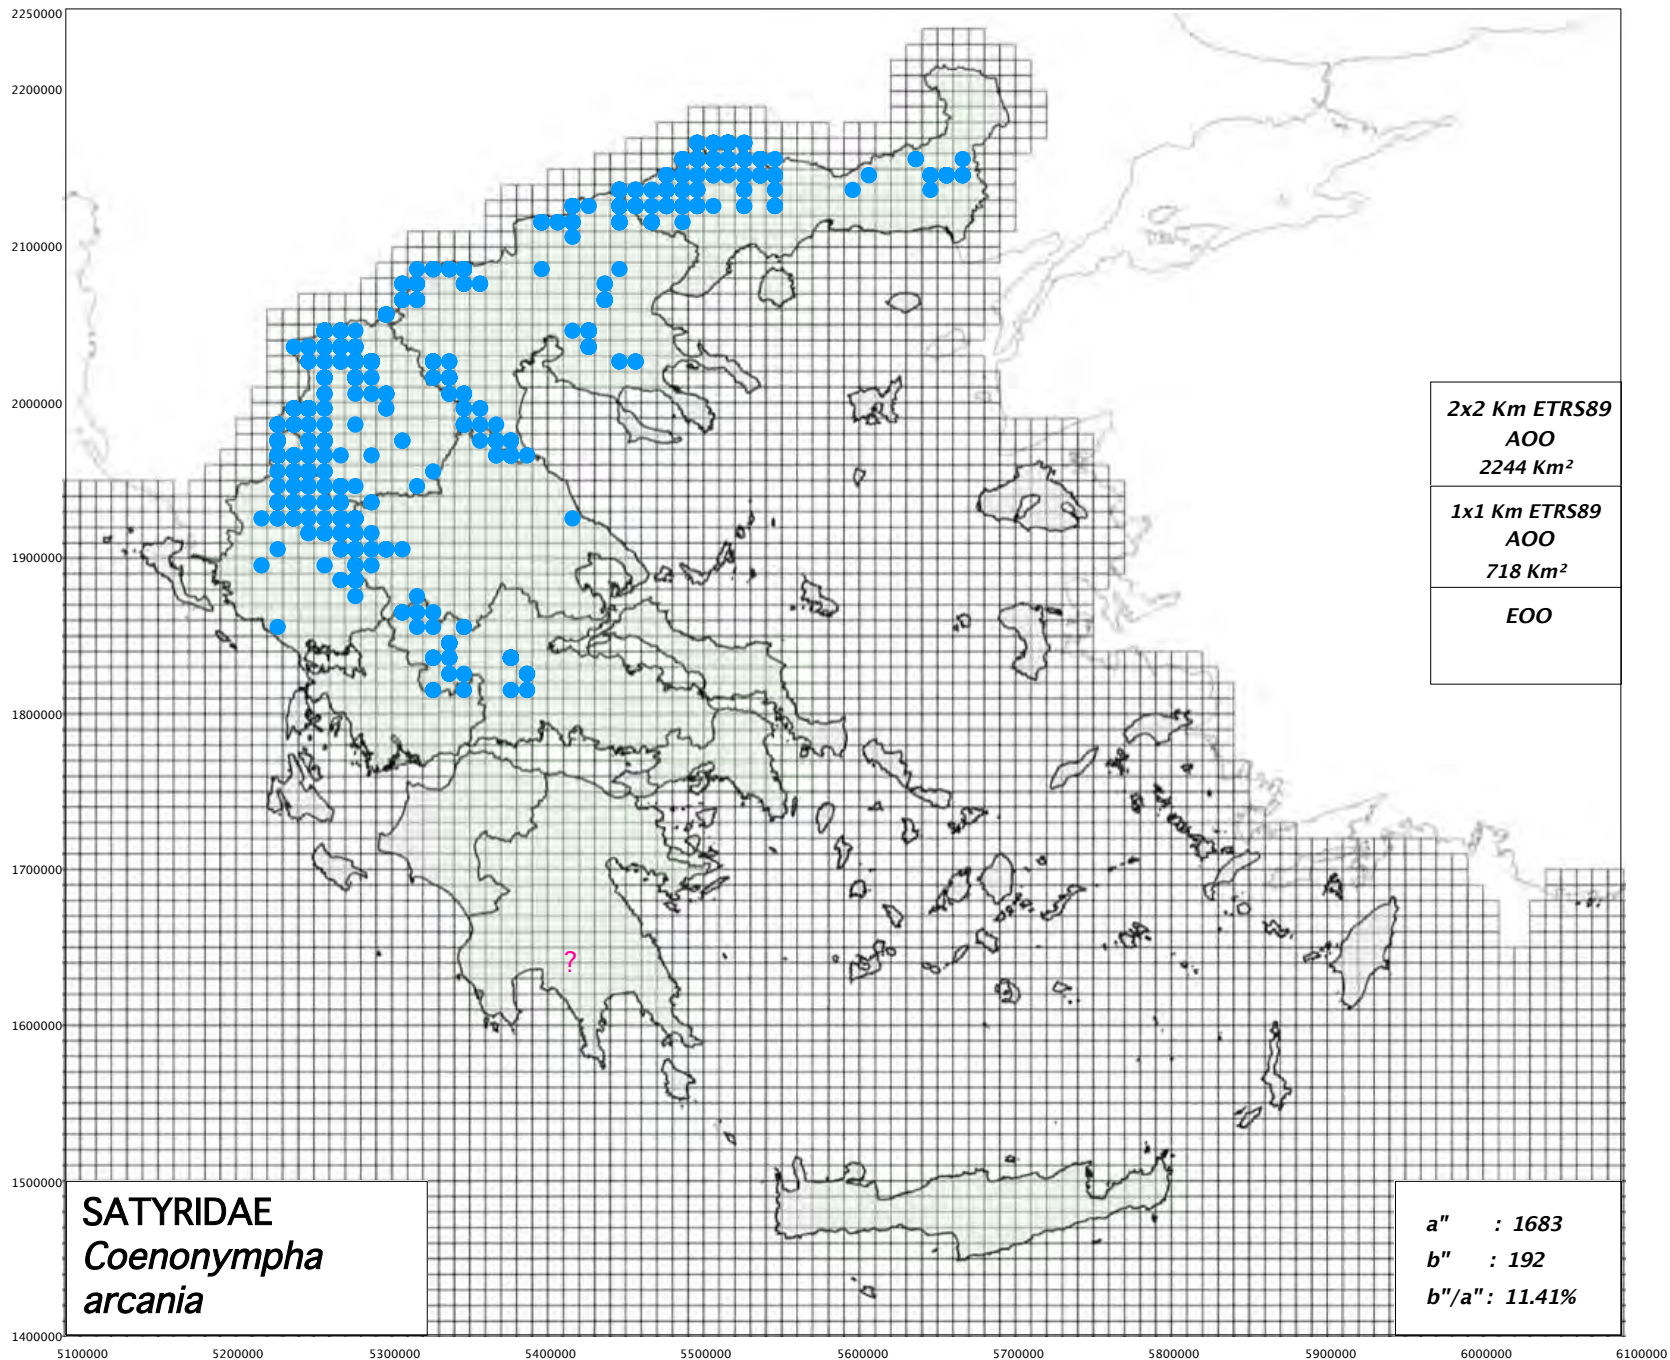 2250000
2200000
2100000
2000000
1900000
1800000
1700000
1600000
1500000
1400000
2x2 Km ETRS89
AOO
2244 Km²
1x1 Km ETRS89
AOO
718 Km²
EOO
?
SATYRIDAE
Coenonympha
arcania
a" : 1683
b" : 192
b"/a" : 11.41%
5100000 5200000 5300000 5400000 5500000 5600000 5700000 5800000 5900000 6000000 6100000